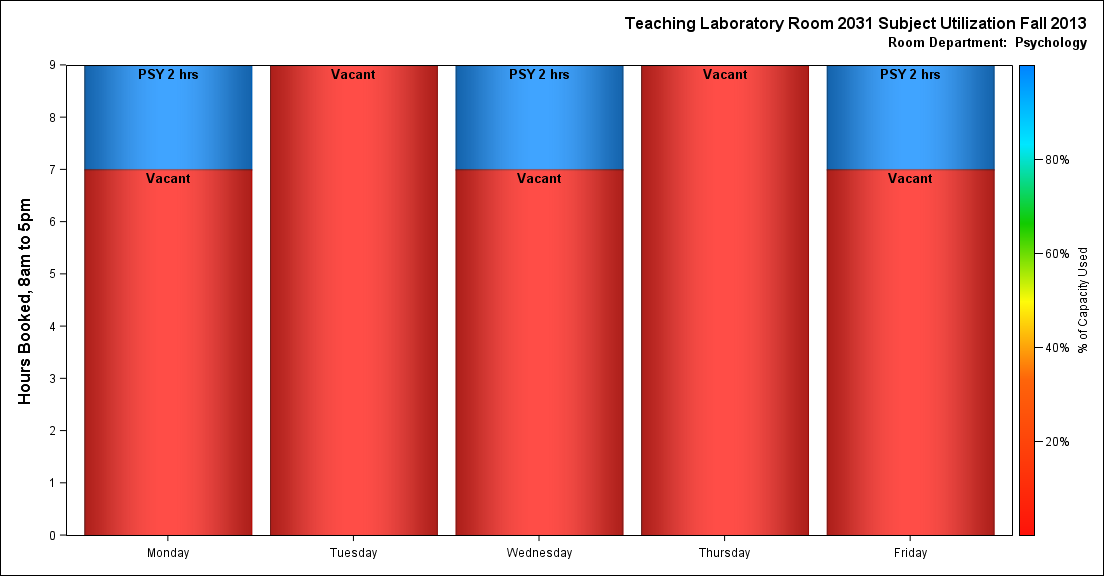 Teaching Laboratory Room 2031 Subject Utilization Fall 2013
Room Department:  Psychology
Hours Booked, 8am to 5pm
9
8
7
6
5
4
3
2
1
0
PSY 2 hrs
Vacant
PSY 2 hrs
Vacant
PSY 2 hrs
Vacant
Vacant
Vacant
Monday
Tuesday
Wednesday
Thursday
Friday
80%
60%
40%
20%
% of Capacity Used